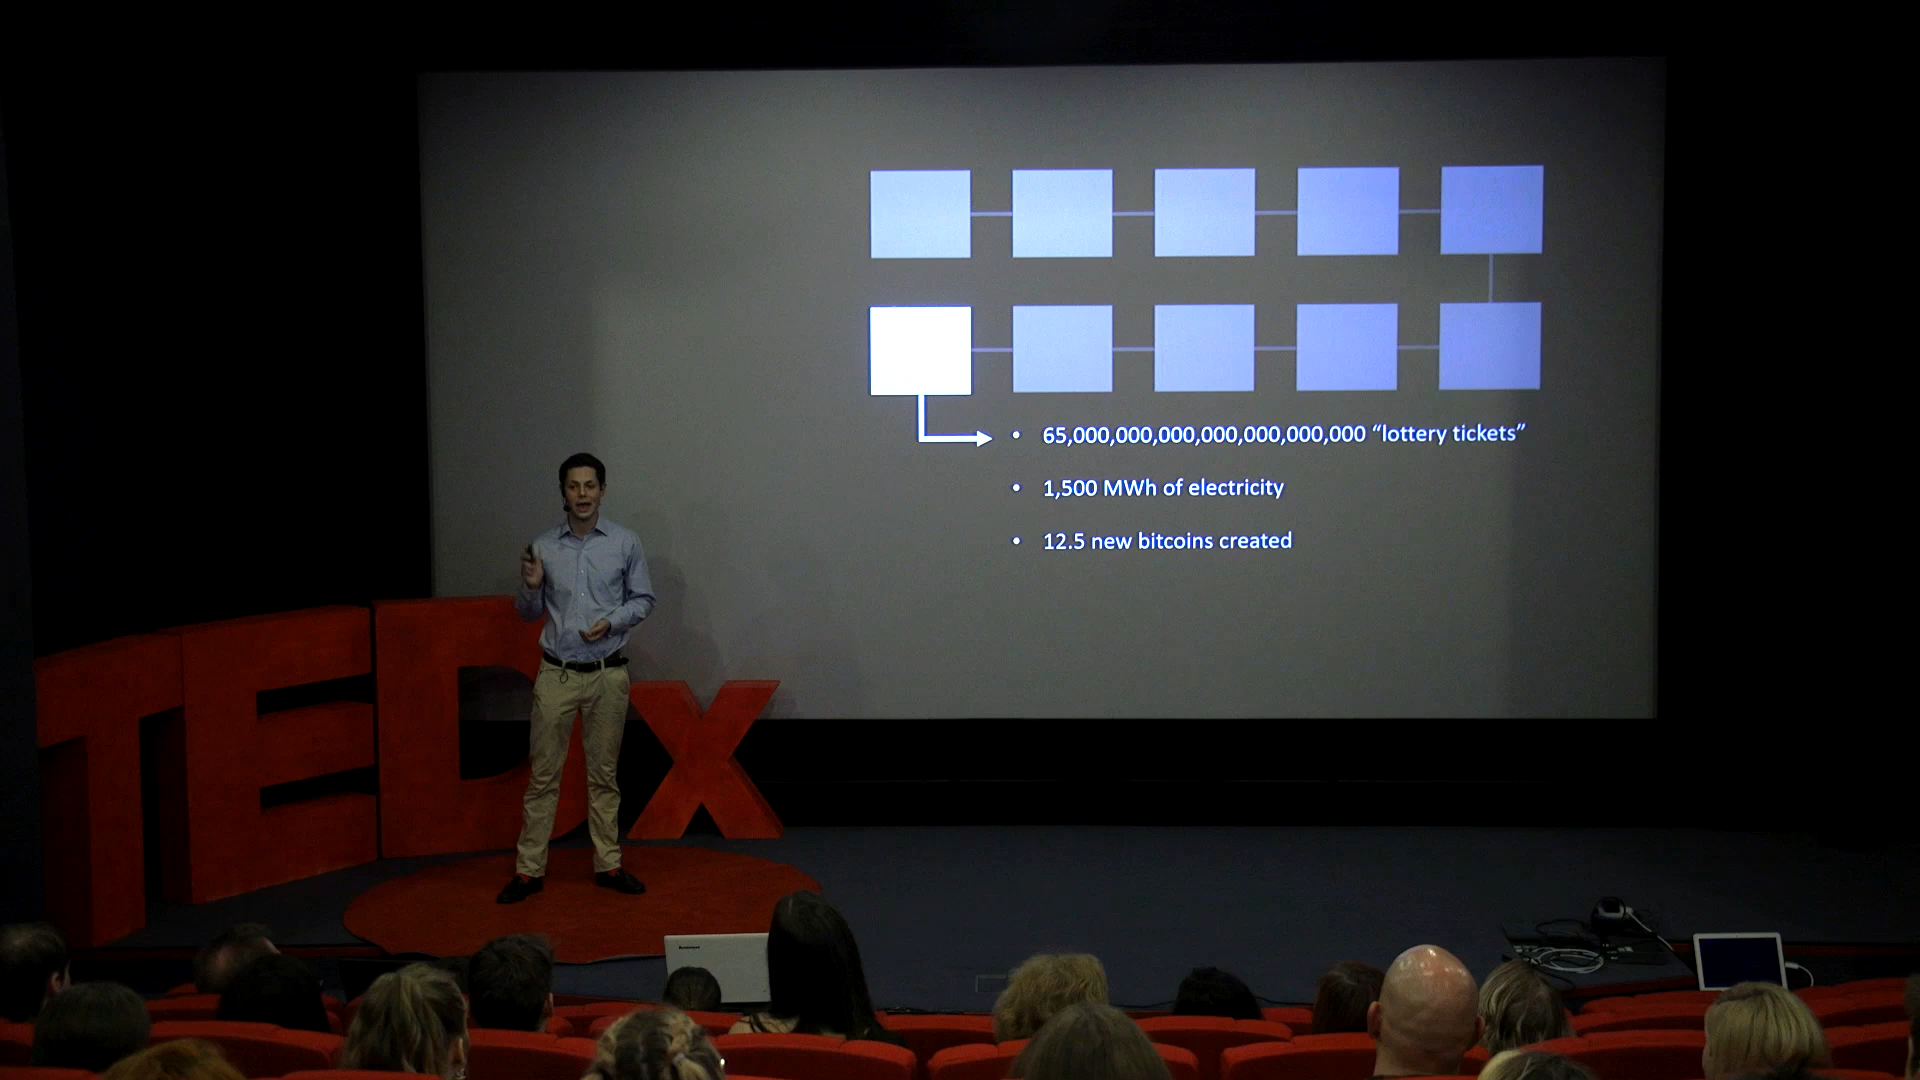 • 65,000,000,000,000,000,000,000 “lottery tickets”
• 1,500 MWh of electricity
• 12.5 new bitcoins created
TEDx
Lenovo